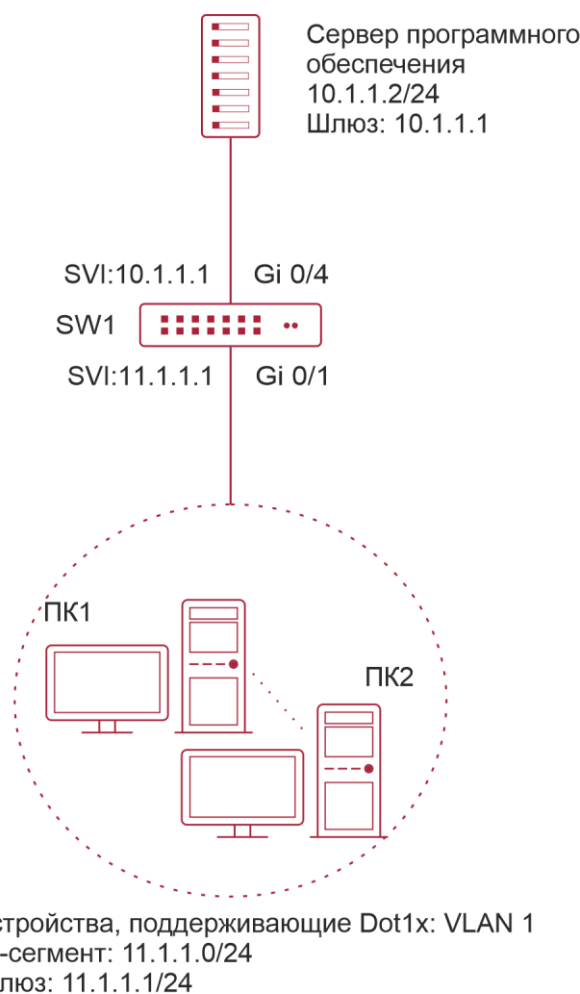 Сервер программного
обеспечения
10.1.1.2/24
Шлюз: 10.1.1.1
SVI:10.1.1.1 Gi 0/4
SW1
SVI:11.1.1.1 Gi 0/1
ПК1
ПК2
стройства, поддерживающие Dot1x: VLAN 1
-сегмент: 11.1.1.0/24
люз: 11.1.1.1/24